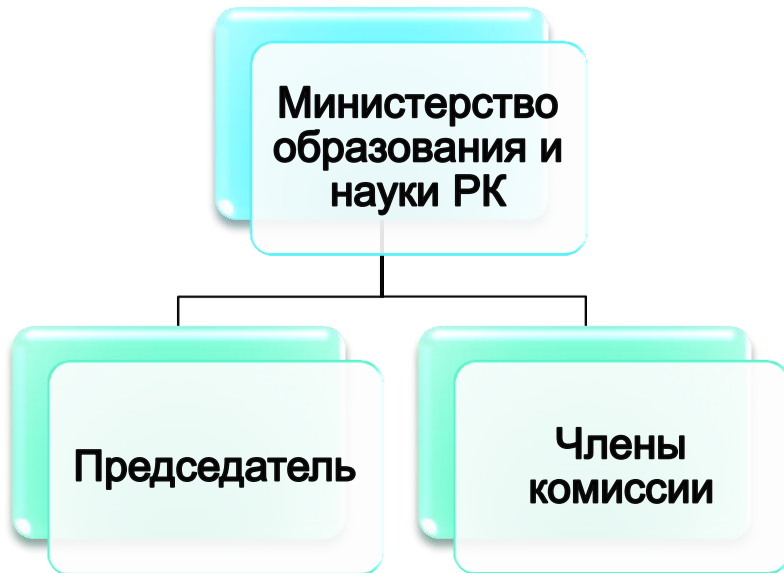 Министерство
образования и
науки РК
Председатель
Члены
комиссии